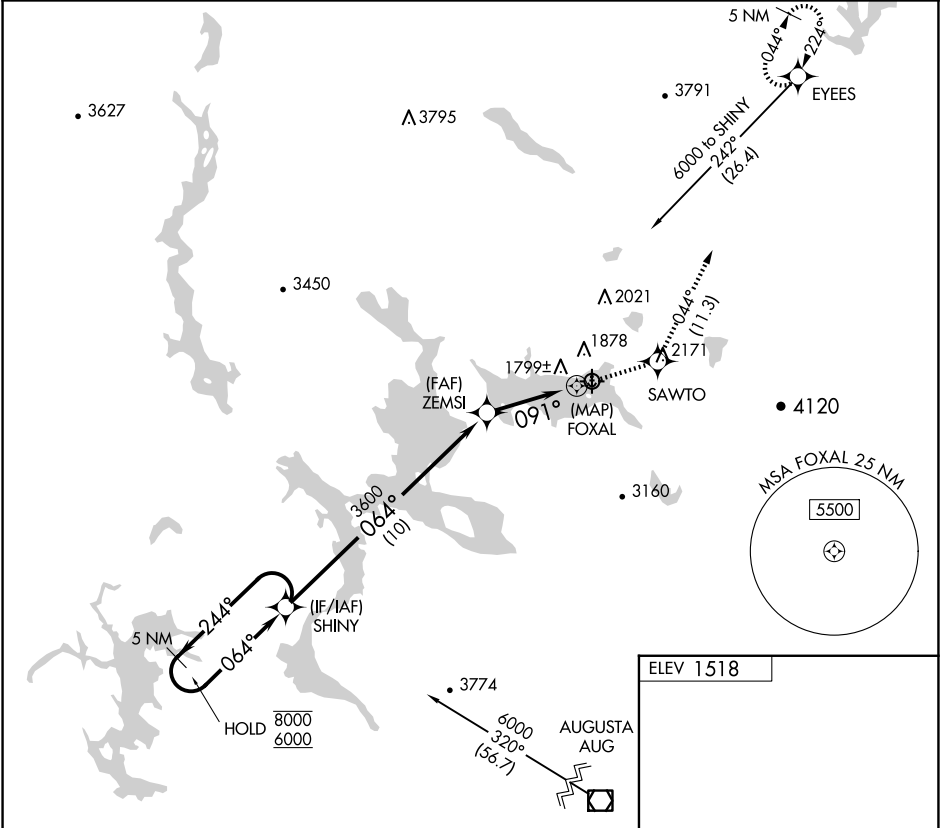 5 NM
044°
224°
EYEES
3627
3795
3791
6000 to SHINY
242°
(26.4)
3450
2021
044°
(11.3)
1878
1799±
2171
(FAF)
ZEMSI
091°
(MAP)
FOXAL
SAWTO
4120
MSA FOXAL 25 NM
5500
3160
3600
064°
(10)
244°
064°
5 NM
(IF/IAF)
SHINY
HOLD
8000
6000
3774
6000
320°
(56.7)
AUGUSTA
AUG
ELEV 1518